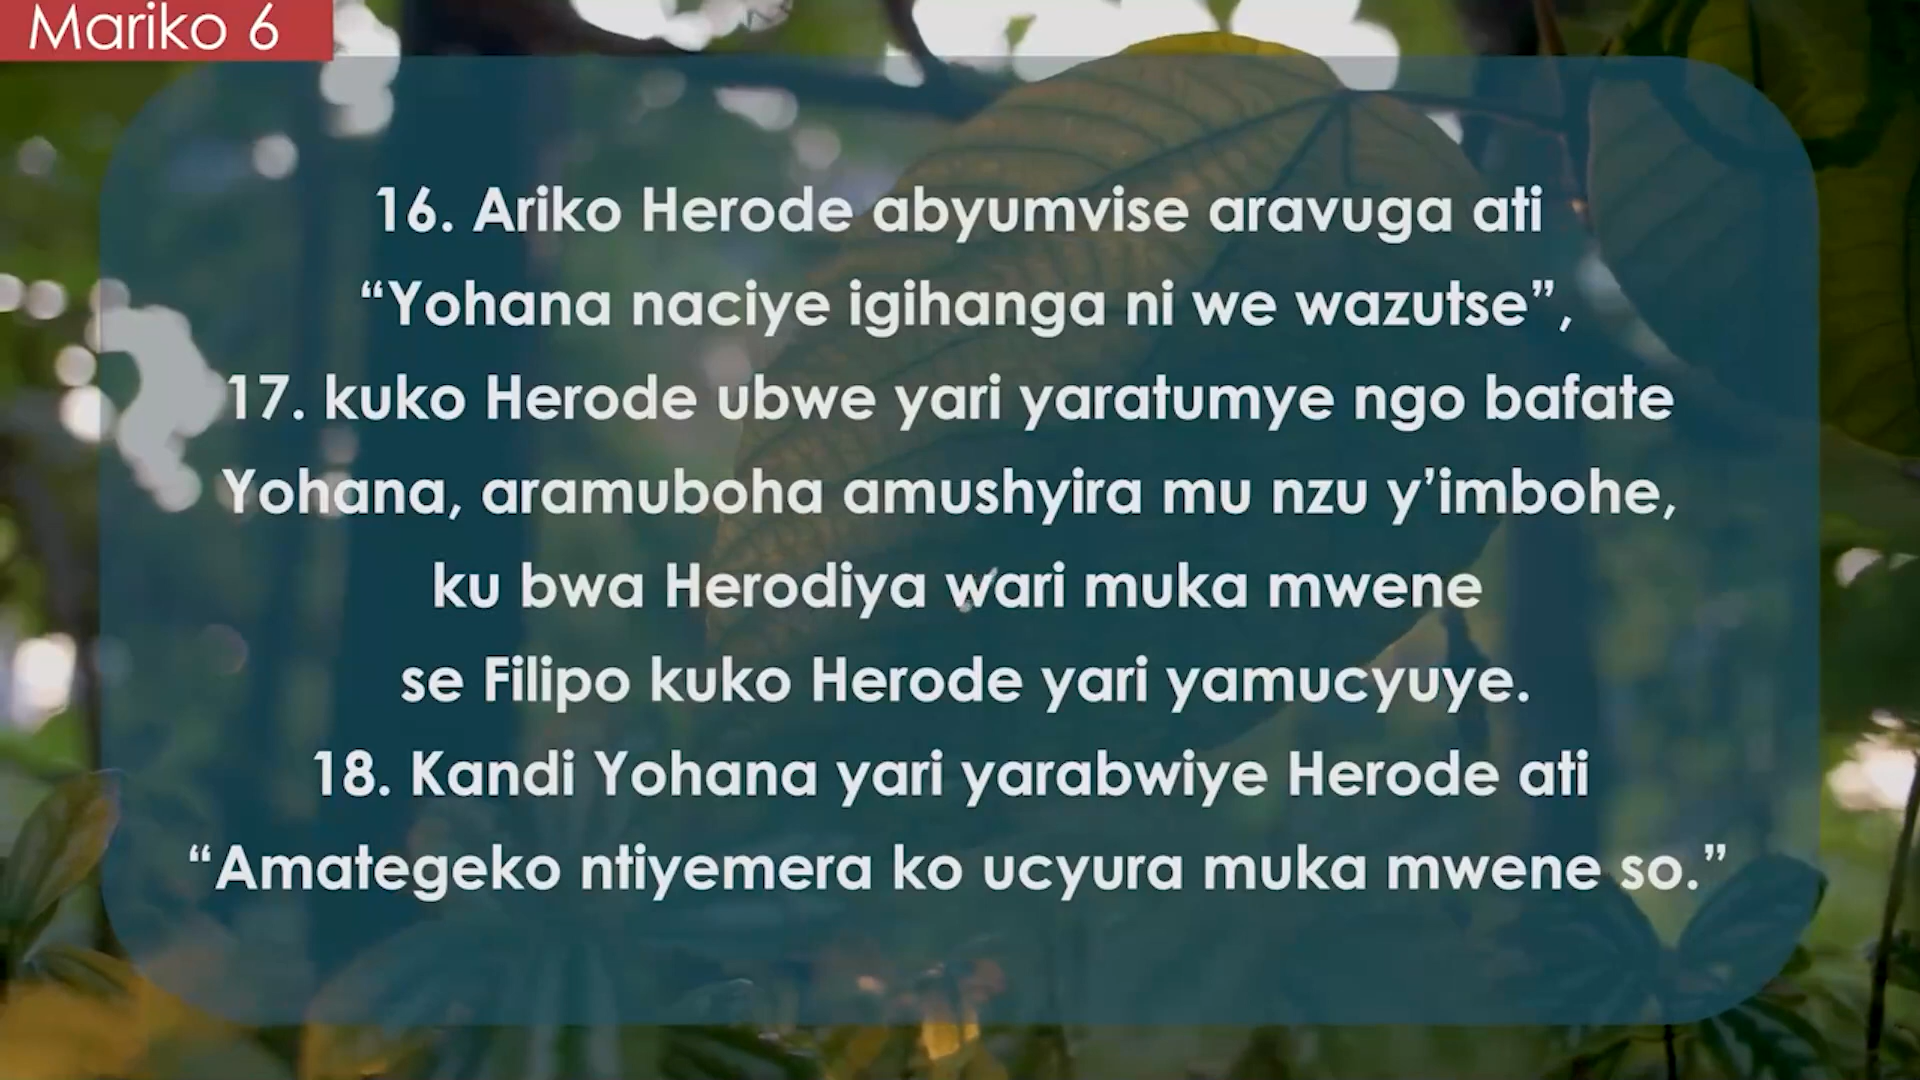 Mariko 6
16. Ariko Herode abyumvise aravuga ati
“Yohana naciye igihanga ni we wazutse”,
17. kuko Herode ubwe yari yaratumye ngo bafate
Yohana, aramuboha amushyira mu nzu y’imbohe,
ku bwa Herodiya wari muka mwene
se Filipo kuko Herode yari yamucyuye.
18. Kandi Yohana yari yarabwiye Herode ati
“Amategeko ntiyemera ko ucyura muka mwene so.”